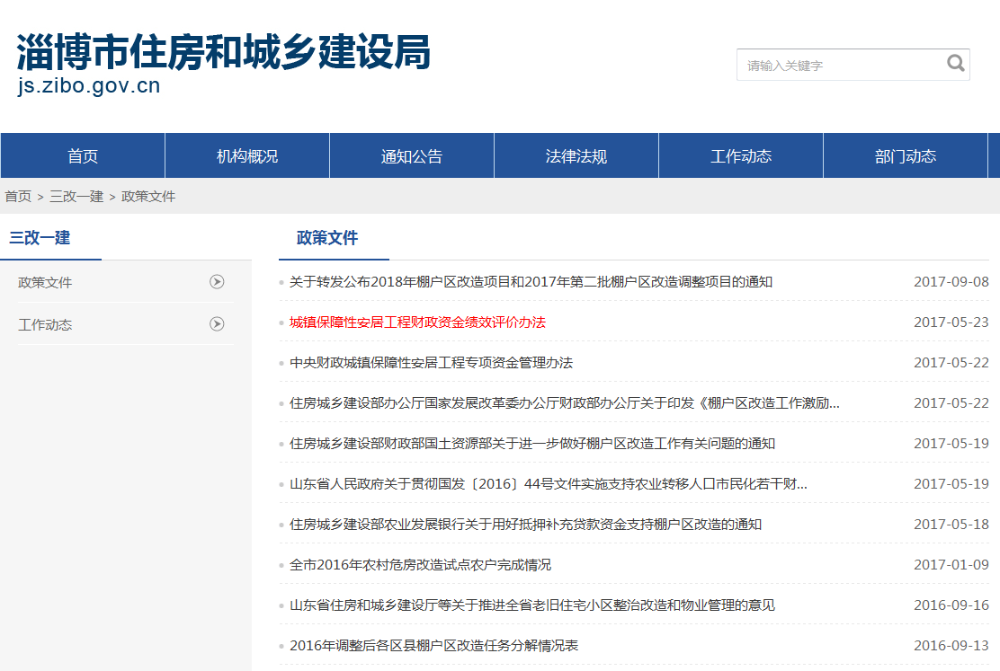 淄博市住房和城乡建设局
js.zibo.gov.cn
请输入关键字
首页 机构概况 通知公告 法律法规 工作动态 部门动态
首页 > 三改一建 > 政策文件
三改一建
政策文件
工作动态
政策文件
关于转发公布2018年棚户区改造项目和2017年第二批棚户区改造调整项目的通知 2017-09-08
城镇保障性安居工程财政资金绩效评价办法 2017-05-23
中央财政城镇保障性安居工程专项资金管理办法 2017-05-22
住房城乡建设部办公厅国家发展改革委办公厅财政部办公厅关于印发《棚户区改造工作激励... 2017-05-22
住房城乡建设部财政部国土资源部关于进一步做好棚户区改造工作有关问题的通知 2017-05-19
山东省人民政府关于贯彻国发〔2016〕44号文件实施支持农业转移人口市民化若干财... 2017-05-19
住房城乡建设部农业发展银行关于用好抵押补充贷款资金支持棚户区改造的通知 2017-05-18
全市2016年农村危房改造试点农户完成情况 2017-01-09
山东省住房和城乡建设厅等关于推进全省老旧住宅小区整治改造和物业管理的意见 2016-09-16
2016年调整后各区县棚户区改造任务分解情况表 2016-09-13